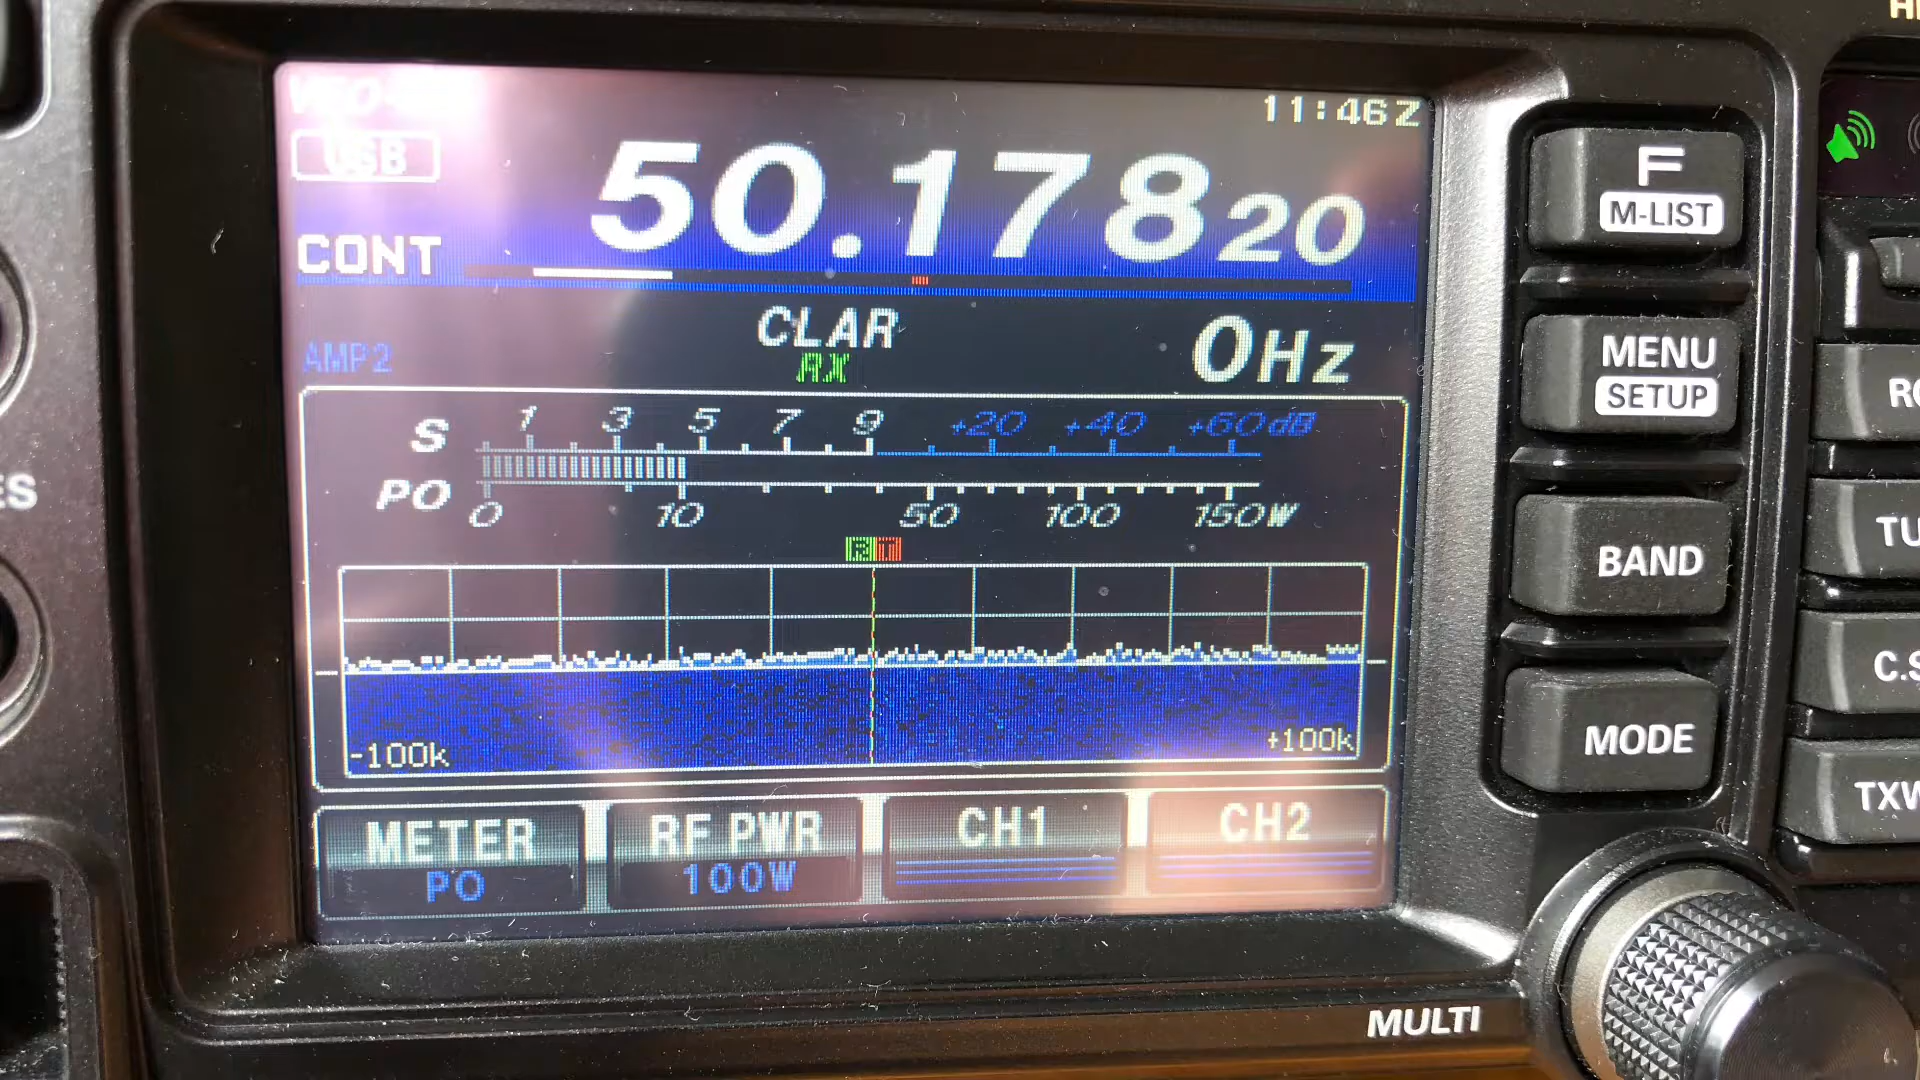 11:46Z
USB
50.17820
CONT
CLAR
RX
0Hz
AMP2
S 1 3 5 7 9 +20 +40 +60dB
PO 0 10 50 100 150W
R T
-100k
+100k
METER
PO
RF PWR
100W
CH1
CH2
F
M-LIST
MENU
SETUP
BAND
MODE
MULTI